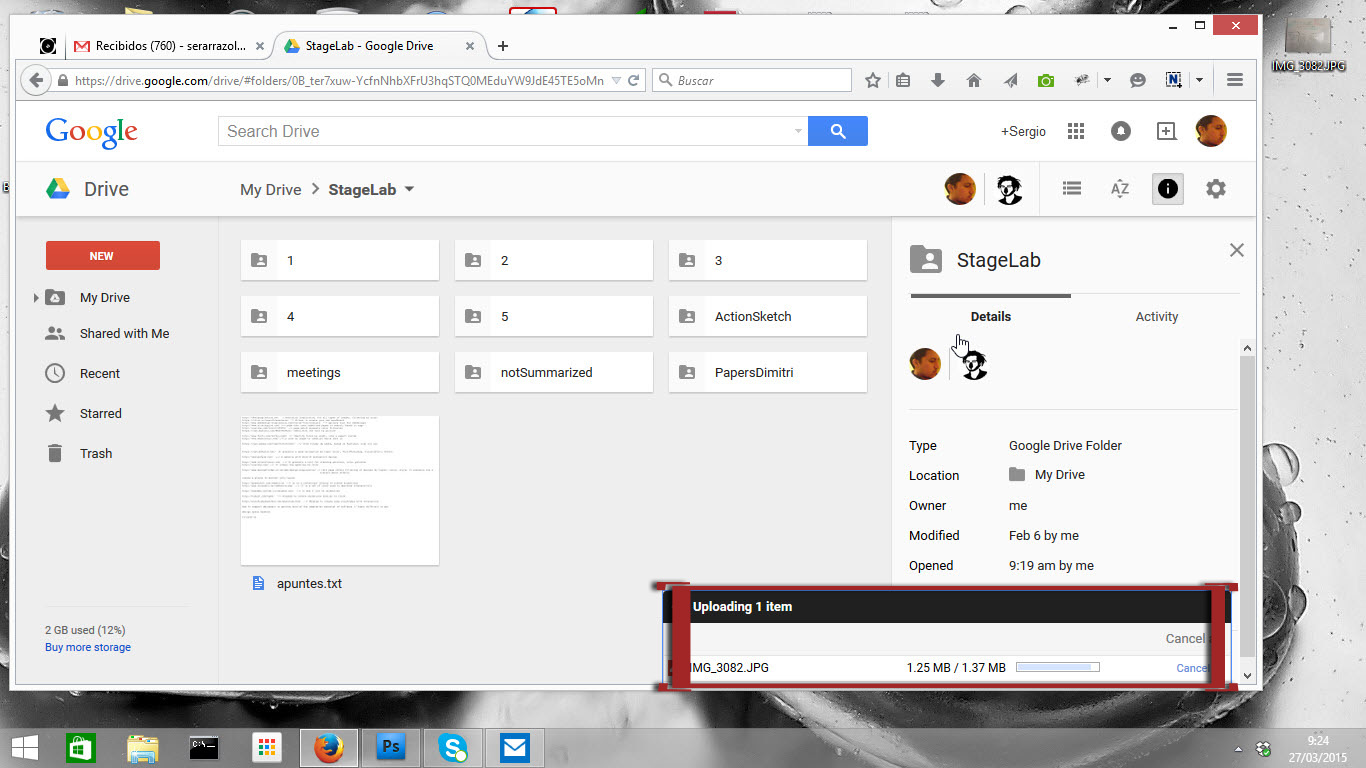 Recibidos (760) - serarrazol...
StageLab - Google Drive
https://drive.google.com/drive/#folders/0B_ter7xuw-YcfnNhbXFrU3hqSTQ0MEduYW9JdE45TE5oMn
Buscar
IMG_3082.JPG
Google
Search Drive
+Sergio
Drive
My Drive
StageLab
AZ
NEW
My Drive
Shared with Me
Recent
Starred
Trash
2 GB used (12%)
Buy more storage
1
2
3
4
5
ActionSketch
meetings
notSummarized
PapersDimitri
apuntes.txt
StageLab
Details
Activity
Type
Google Drive Folder
Location
My Drive
Owner
me
Modified
Feb 6 by me
Opened
9:19 am by me
Uploading 1 item
Cancel
IMG_3082.JPG
1.25 MB / 1.37 MB
Cancel
C:\_
Ps
9:24
27/03/2015